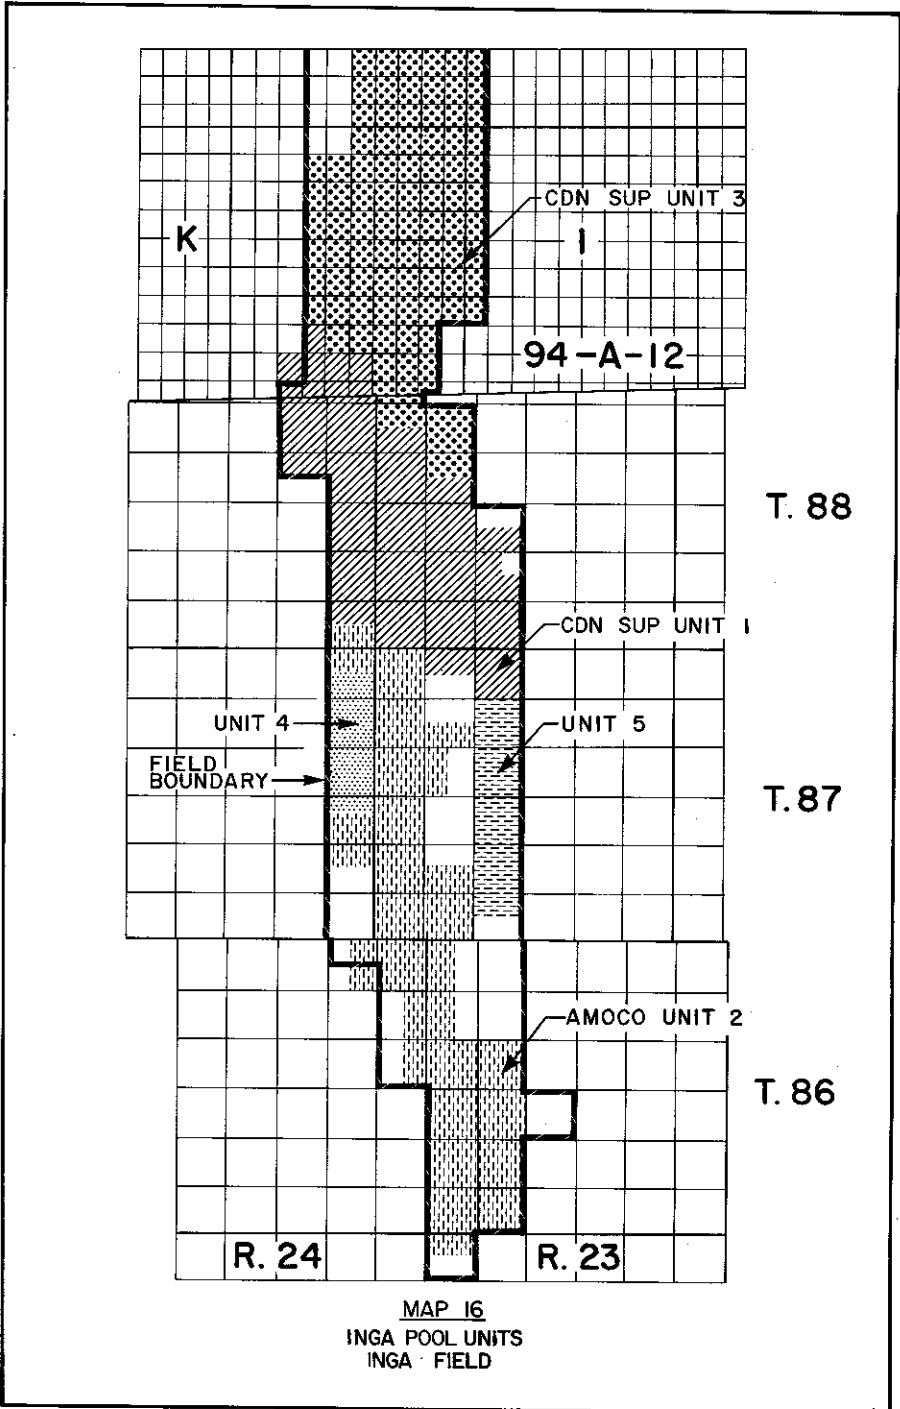 CDN SUP UNIT 3
K
I
94-A-12
T. 88
CDN SUP UNIT I
UNIT 4
UNIT 5
FIELD
BOUNDARY
T. 87
AMOCO UNIT 2
T. 86
R. 24
R. 23
MAP 16
INGA POOL UNITS
INGA FIELD